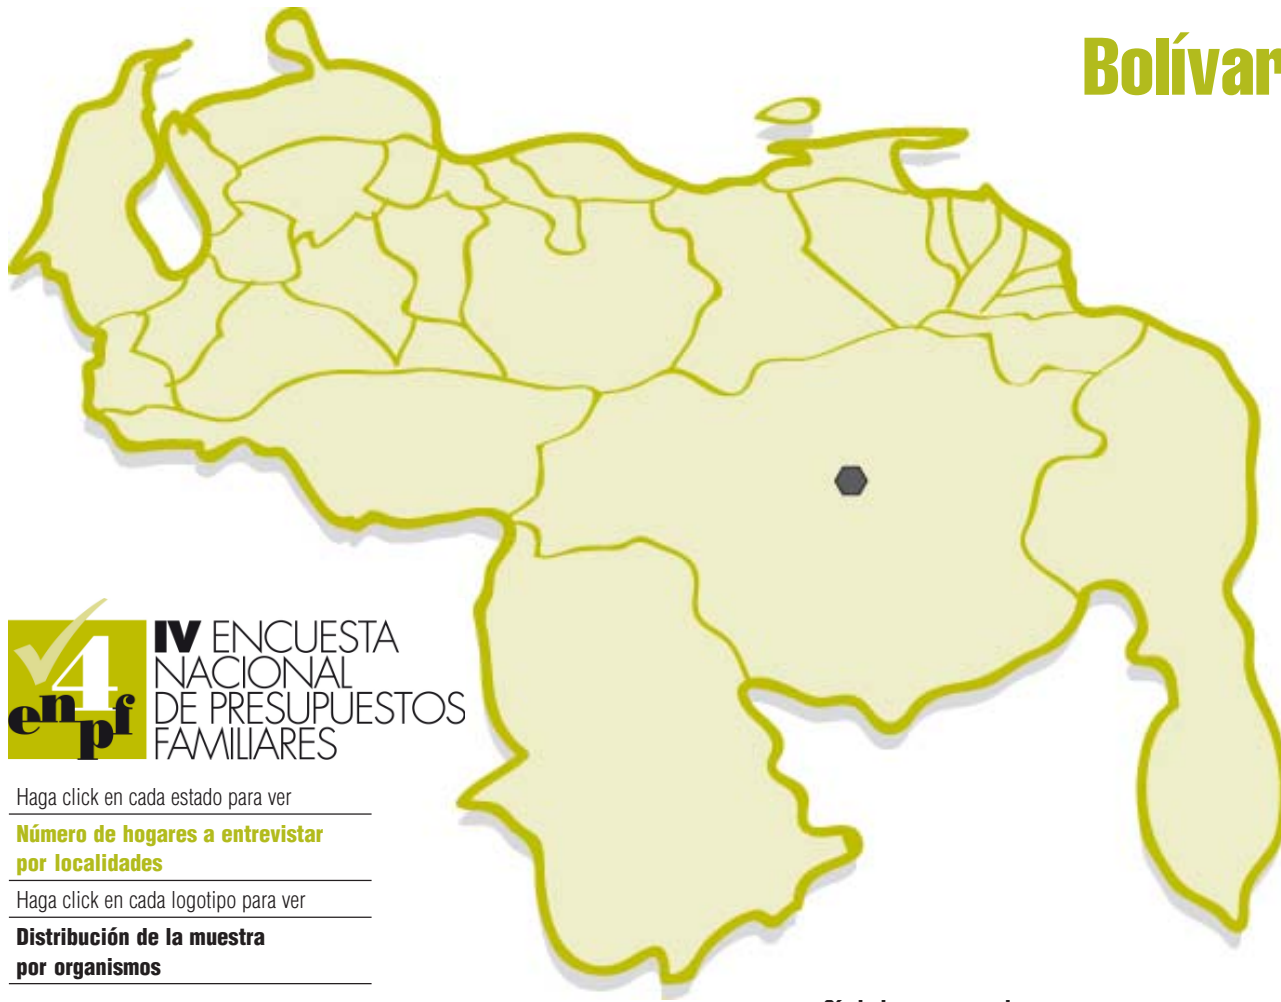 Bolívar
IV ENCUESTA
NACIONAL
DE PRESUPUESTOS
FAMILIARES
4
enpf
Haga click en cada estado para ver
Número de hogares a entrevistar
por localidades
Haga click en cada logotipo para ver
Distribución de la muestra
por organismos